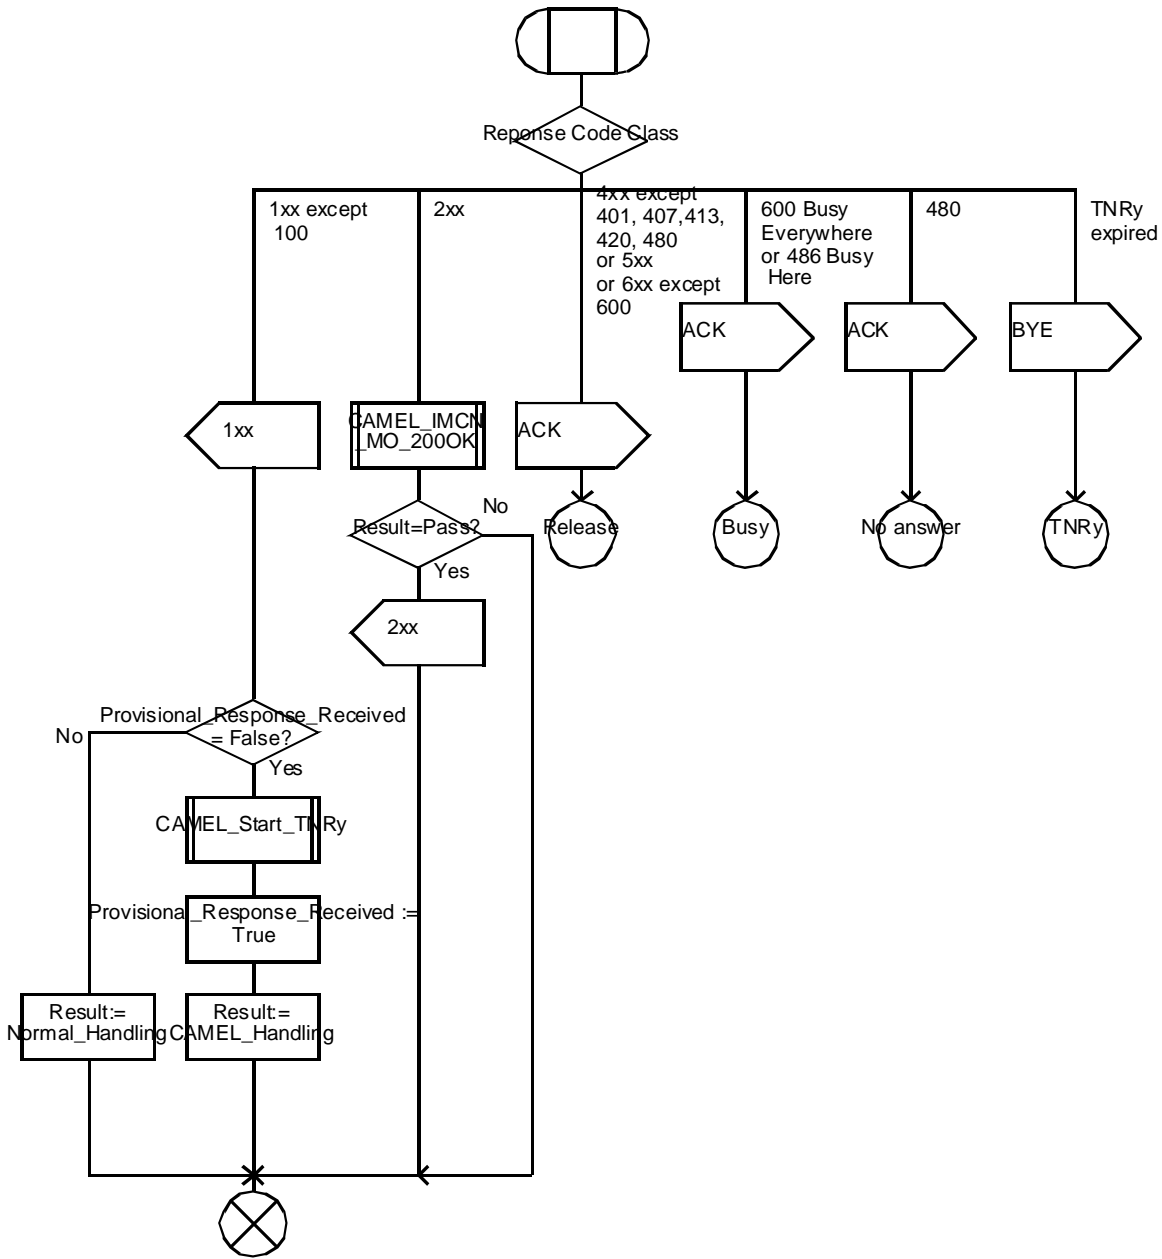 Reponse Code Class
1xx except
100
2xx
4xx except
401, 407,413,
420, 480
or 5xx
or 6xx except
600
600 Busy
Everywhere
or 486 Busy
Here
480
TNRy
expired
ACK
ACK
BYE
1xx
CAMEL_IMCN
_MO_200OK
ACK
Result=Pass?
No
Yes
Release
Busy
No answer
TNRy
2xx
Provisional_Response_Received
= False?
No
Yes
CAMEL_Start_TNRy
Provisional_Response_Received :=
True
Result:=
Normal_Handling
Result:=
CAMEL_Handling